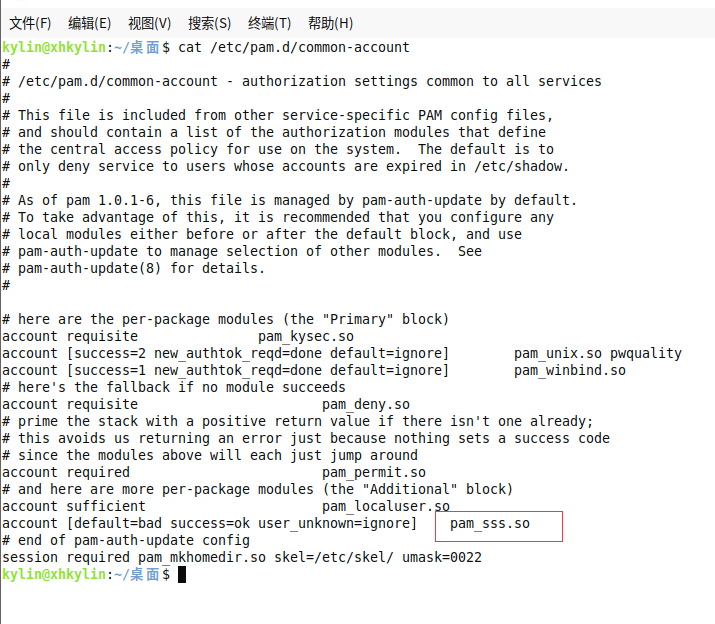 文件(F) 编辑(E) 视图(V) 搜索(S) 终端(T) 帮助(H)
kylin@xhkylin:~/桌面$ cat /etc/pam.d/common-account
#
# /etc/pam.d/common-account - authorization settings common to all services
#
# This file is included from other service-specific PAM config files,
# and should contain a list of the authorization modules that define
# the central access policy for use on the system.  The default is to
# only deny service to users whose accounts are expired in /etc/shadow.
#
# As of pam 1.0.1-6, this file is managed by pam-auth-update by default.
# To take advantage of this, it is recommended that you configure any
# local modules either before or after the default block, and use
# pam-auth-update to manage selection of other modules.  See
# pam-auth-update(8) for details.
#
# here are the per-package modules (the "Primary" block)
account requisite               pam_kysec.so
account [success=2 new_authtok_reqd=done default=ignore]        pam_unix.so pwquality
account [success=1 new_authtok_reqd=done default=ignore]        pam_winbind.so
# here's the fallback if no module succeeds
account requisite                       pam_deny.so
# prime the stack with a positive return value if there isn't one already;
# this avoids us returning an error just because nothing sets a success code
# since the modules above will each just jump around
account required                        pam_permit.so
# and here are more per-package modules (the "Additional" block)
account sufficient                      pam_localuser.so
account [default=bad success=ok user_unknown=ignore]    pam_sss.so
# end of pam-auth-update config
session required pam_mkhomedir.so skel=/etc/skel/ umask=0022
kylin@xhkylin:~/桌面$